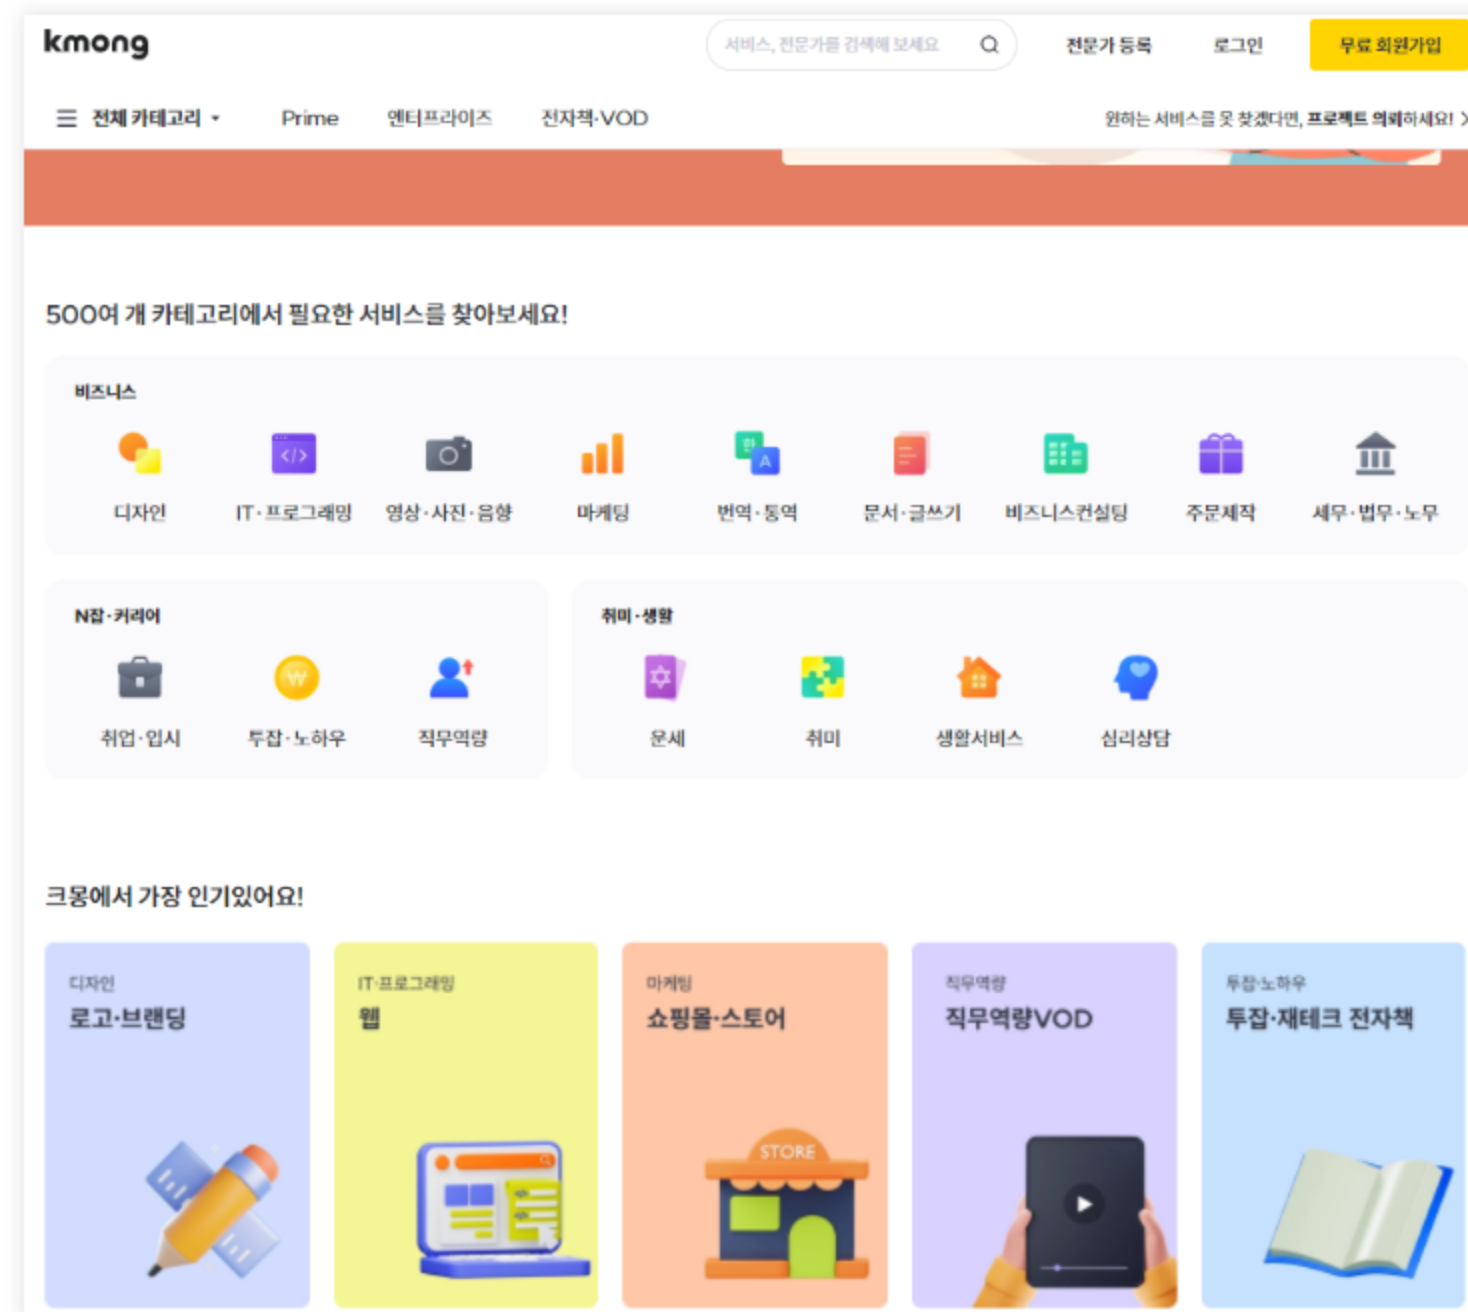 kmong
서비스, 전문가를 검색해 보세요
전문가 등록
로그인
무료 회원가입
전체 카테고리
Prime
엔터프라이즈
전자책·VOD
원하는 서비스를 못 찾겠다면, 프로젝트 의뢰하세요!
500여 개 카테고리에서 필요한 서비스를 찾아보세요!
비즈니스
한
A
디자인
IT·프로그래밍
영상·사진·음향
마케팅
번역·통역
문서·글쓰기
비즈니스컨설팅
주문제작
세무·법무·노무
N잡·커리어
취업·입시
투잡·노하우
직무역량
취미·생활
운세
취미
생활서비스
심리상담
크몽에서 가장 인기있어요!
디자인
로고·브랜딩
IT·프로그래밍
웹
마케팅
쇼핑몰·스토어
STORE
직무역량
직무역량VOD
투잡·노하우
투잡·재테크 전자책